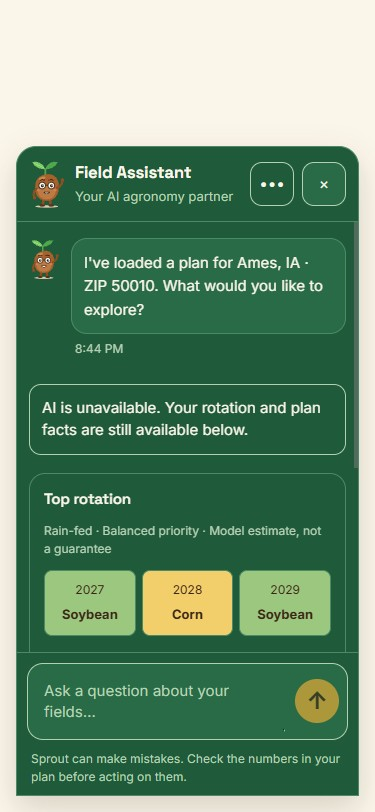 Field Assistant
Your AI agronomy partner
I've loaded a plan for Ames, IA ·
ZIP 50010. What would you like to
explore?
8:44 PM
AI is unavailable. Your rotation and plan
facts are still available below.
Top rotation
Rain-fed · Balanced priority · Model estimate, not
a guarantee
2027
Soybean
2028
Corn
2029
Soybean
Ask a question about your
fields...
Sprout can make mistakes. Check the numbers in your
plan before acting on them.